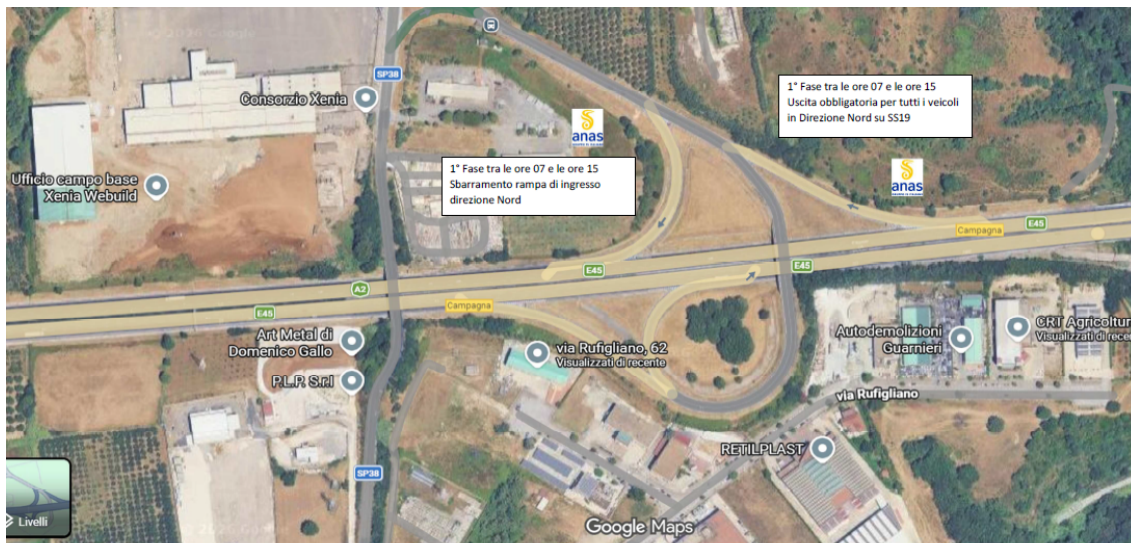 SP38
Consorzio Xenia
Ufficio campo base
Xenia Webuild
anas
1° Fase tra le ore 07 e le ore 15
Sbarramento rampa di ingresso
direzione Nord
1° Fase tra le ore 07 e le ore 15
Uscita obbligatoria per tutti i veicoli
in Direzione Nord su SS19
anas
Campagna
E45
E45
E45
A2
E45
Campagna
Art Metal di
Domenico Gallo
P.L.P. S.r.l
via Rufigliano, 62
Visualizzati di recente
Autodemolizioni
Guarnieri
CRT Agricoltur
Visualizzati di rece
via Rufigliano
RETILPLAST
SP38
Livelli
Google Maps